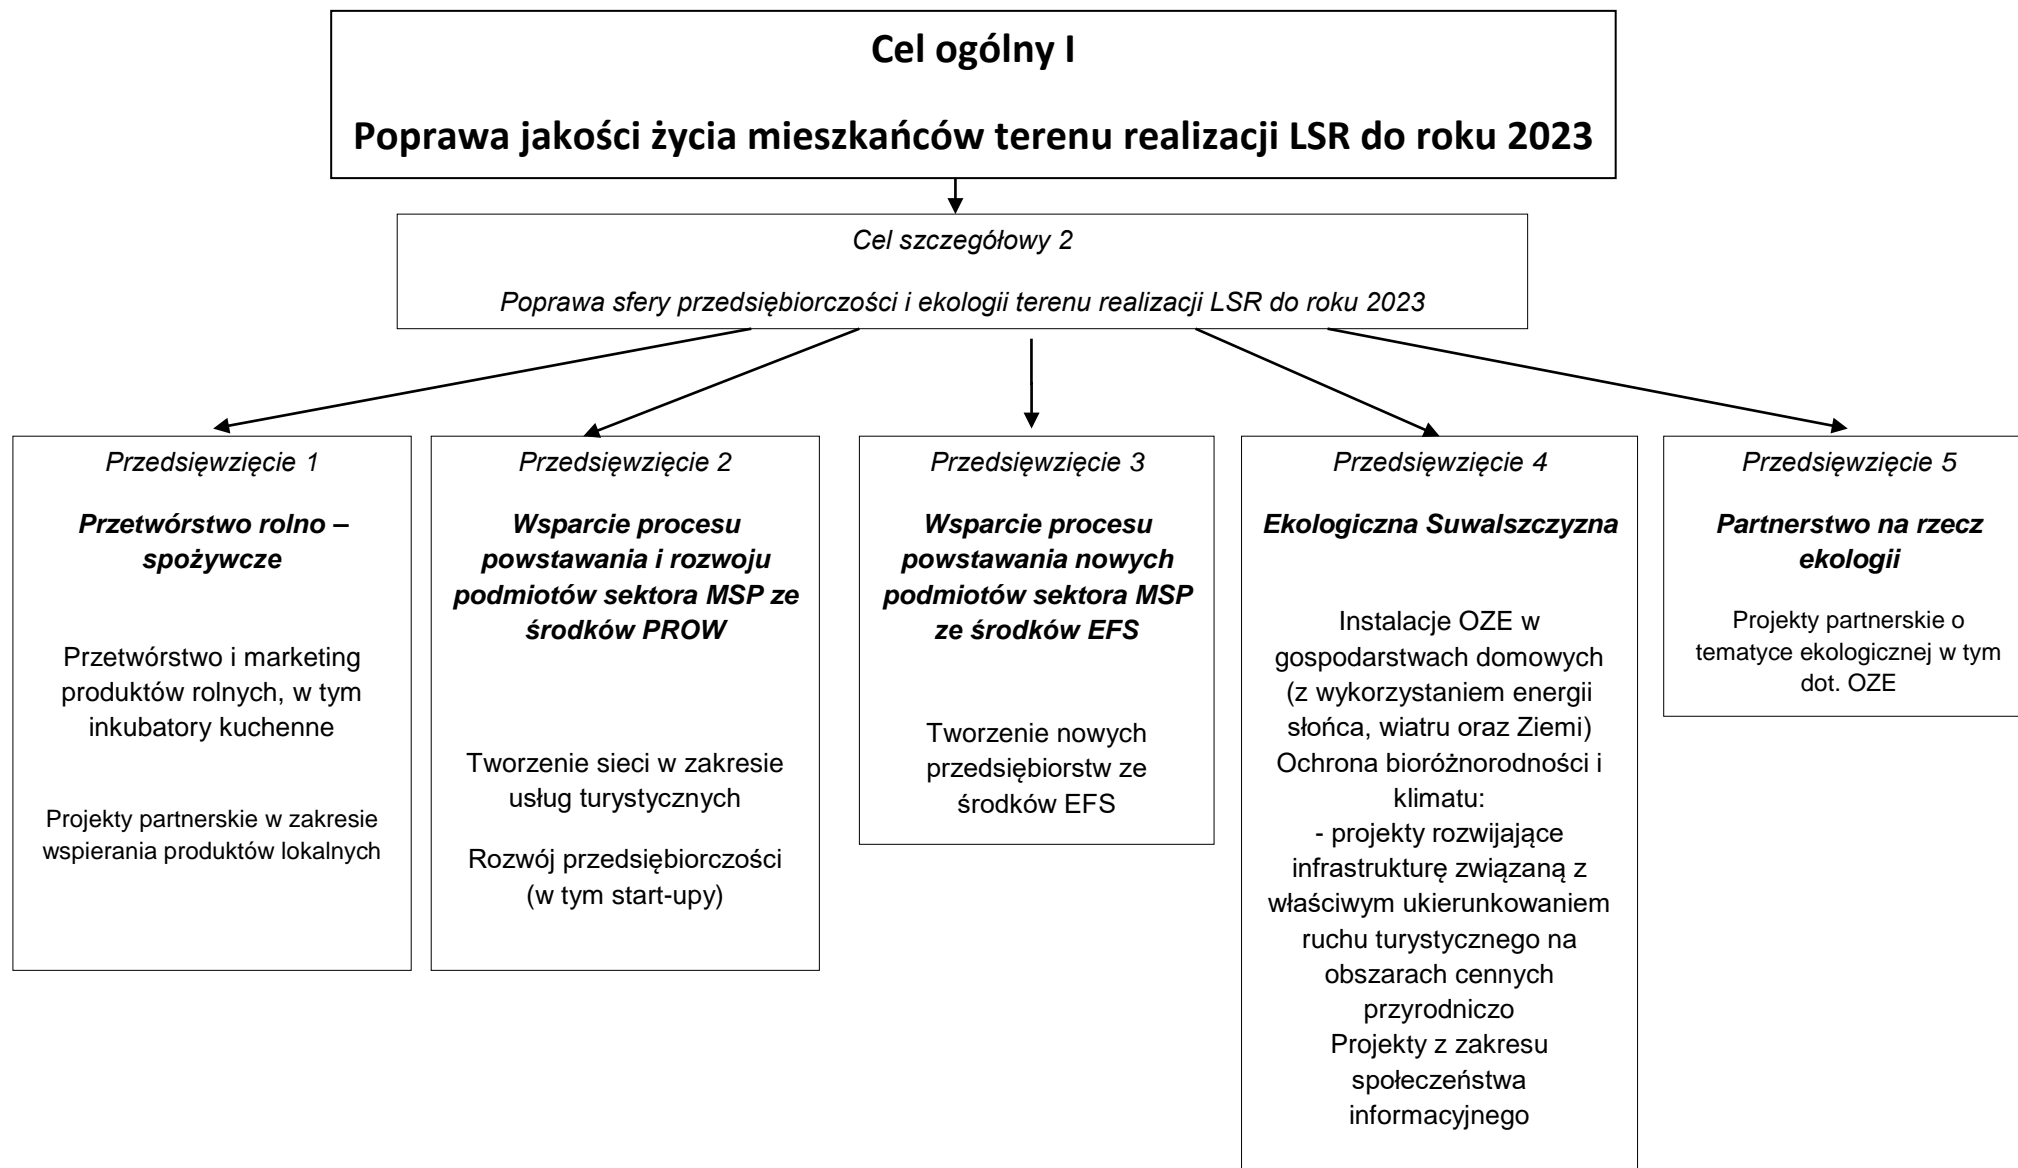 Cel ogólny I
Poprawa jakości życia mieszkańców terenu realizacji LSR do roku 2023
Cel szczegółowy 2
Poprawa sfery przedsiębiorczości i ekologii terenu realizacji LSR do roku 2023
Przedsięwzięcie 1
Przetwórstwo rolno –
spożywcze
Przetwórstwo i marketing
produktów rolnych, w tym
inkubatory kuchenne
Projekty partnerskie w zakresie
wspierania produktów lokalnych
Przedsięwzięcie 2
Wsparcie procesu
powstawania i rozwoju
podmiotów sektora MSP ze
środków PROW
Tworzenie sieci w zakresie
usług turystycznych
Rozwój przedsiębiorczości
(w tym start-upy)
Przedsięwzięcie 3
Wsparcie procesu
powstawania nowych
podmiotów sektora MSP
ze środków EFS
Tworzenie nowych
przedsiębiorstw ze
środków EFS
Przedsięwzięcie 4
Ekologiczna Suwalszczyzna
Instalacje OZE w
gospodarstwach domowych
(z wykorzystaniem energii
słońca, wiatru oraz Ziemi)
Ochrona bioróżnorodności i
klimatu:
- projekty rozwijające
infrastrukturę związaną z
właściwym ukierunkowaniem
ruchu turystycznego na
obszarach cennych
przyrodniczo
Projekty z zakresu
społeczeństwa
informacyjnego
Przedsięwzięcie 5
Partnerstwo na rzecz
ekologii
Projekty partnerskie o
tematyce ekologicznej w tym
dot. OZE